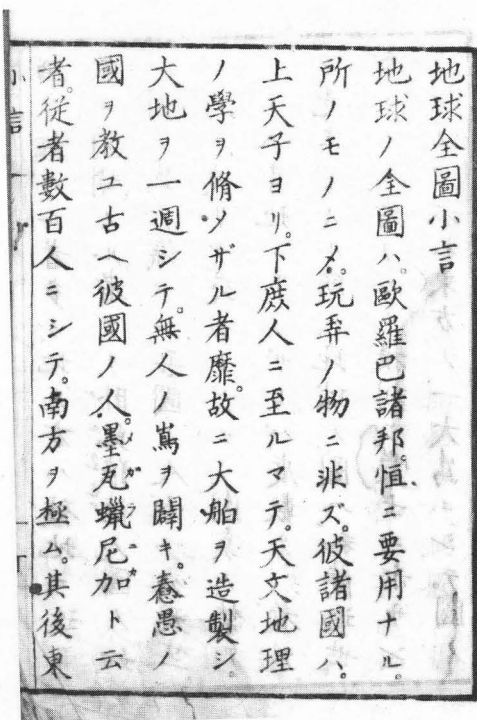 地球全圖小言
地球ノ全圖ハ。歐羅巴諸邦。恒ニ要用ナル。
所ノモノニ〆。玩弄ノ物ニ非ズ。彼諸國ハ。
上天子ヨリ。下庶人ニ至ルマテ。天文地理
ノ學ヲ脩メザル者靡。故ニ大舶ヲ造製シ。
大地ヲ一週シテ。無人ノ嶌ヲ闢キ。惷愚ノ
國ヲ教ユ古ヘ彼國ノ人。墨瓦蠟尼加ト云
者。從者數百人ニシテ。南方ヲ極ム。其後東
小言